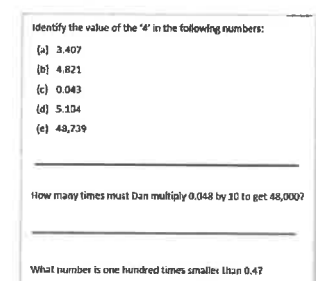 Identify the value of the '4' in the following numbers:
(a) 3.407
(b) 4.821
(c) 0.043
(d) 5.104
(e) 48,739
How many times must Dan multiply 0.048 by 10 to get 48,000?
What number is one hundred times smaller than 0.4?